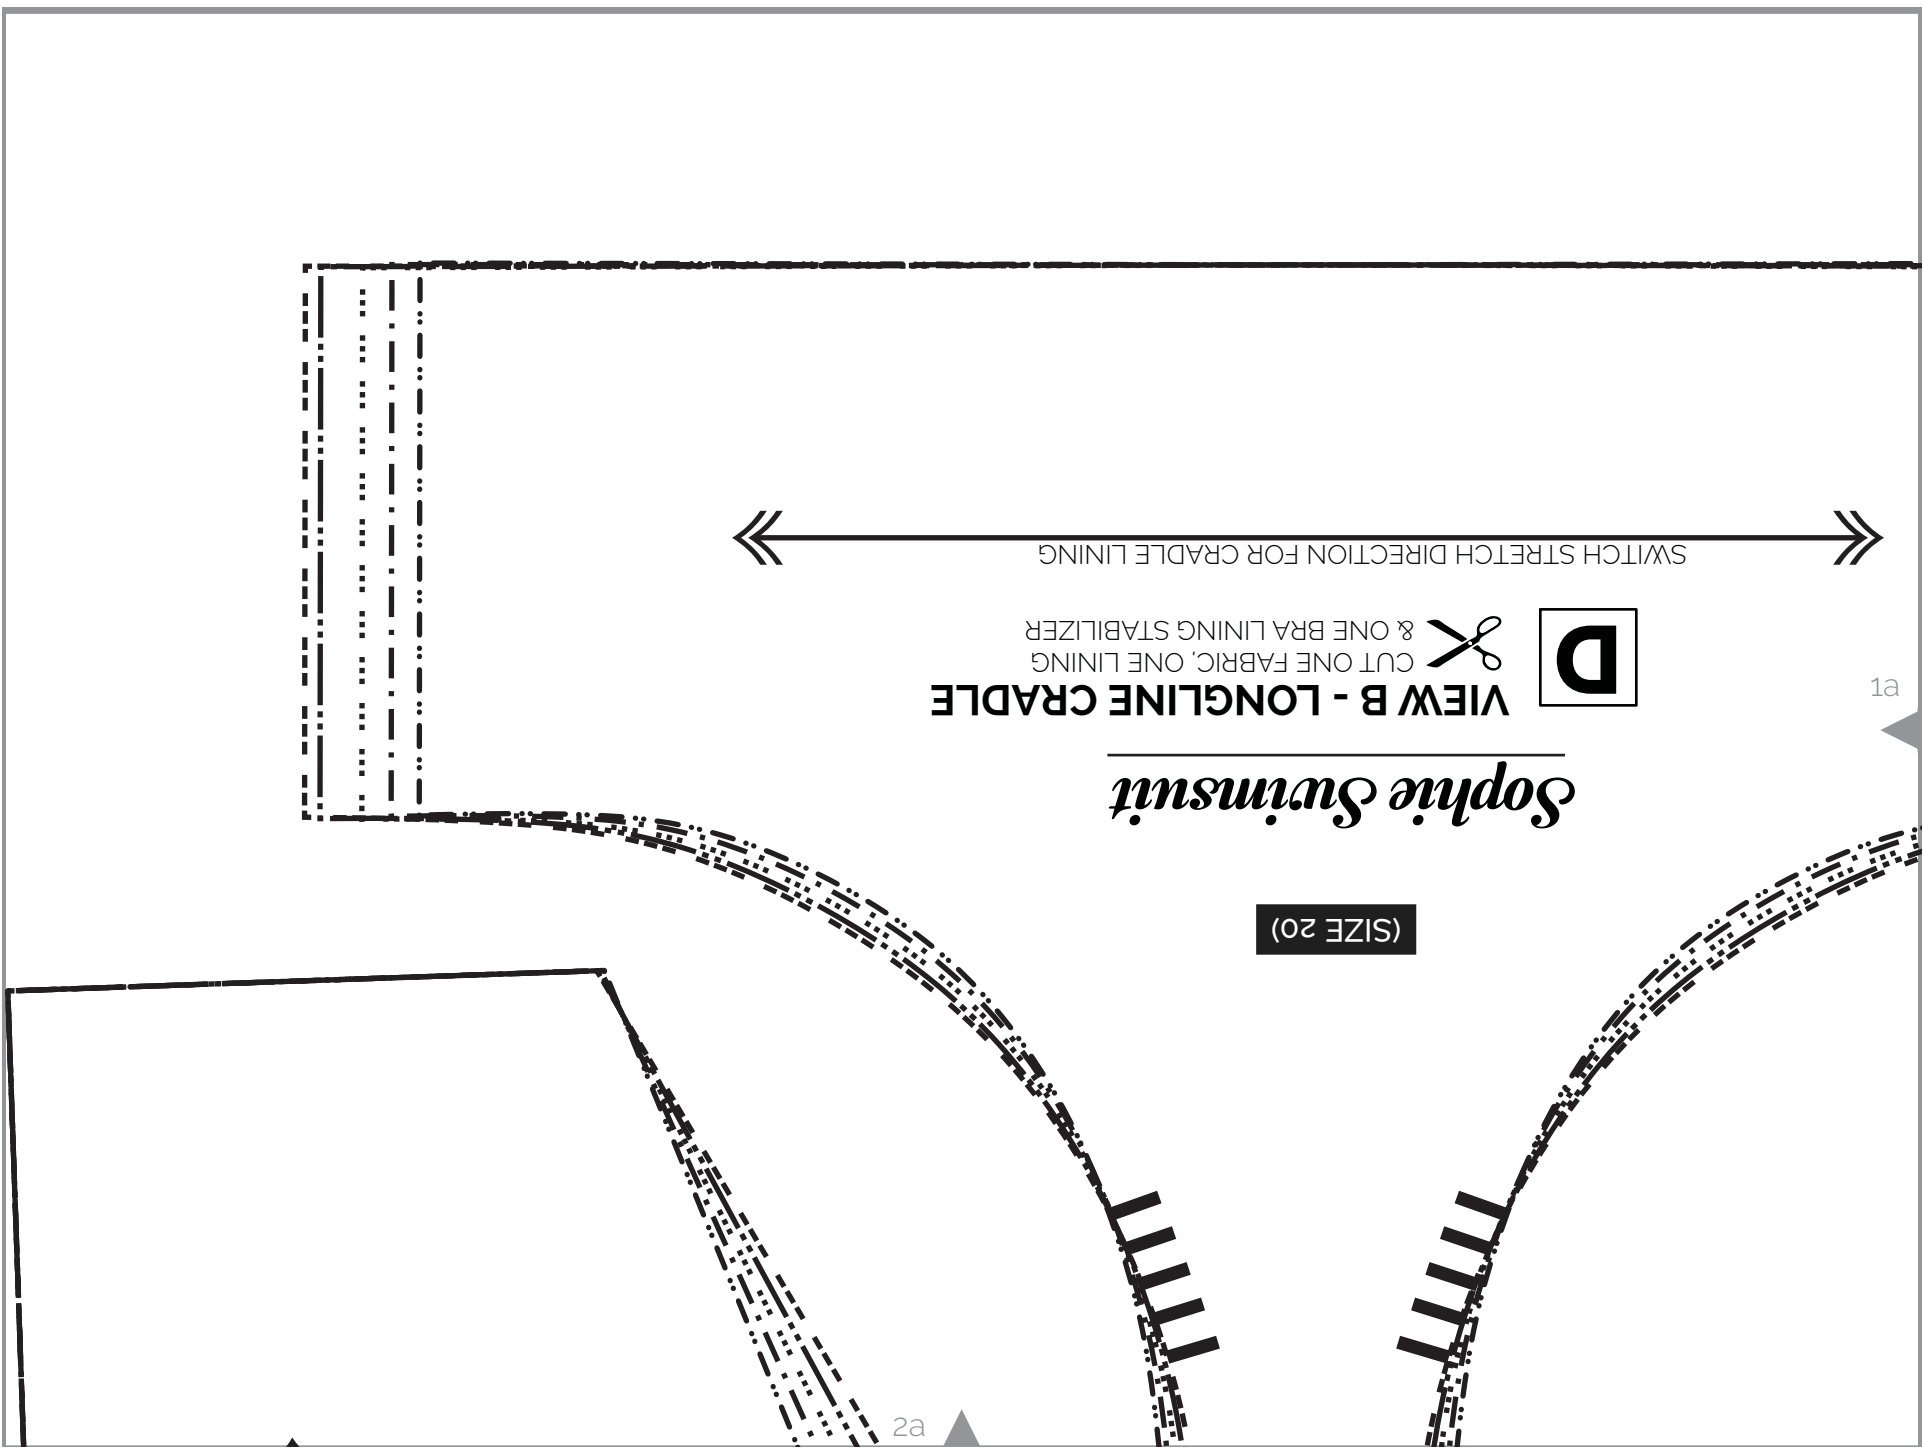 (SIZE 20)
Sophie Swimsuit
VIEW B - LONGLINE CRADLE
CUT ONE FABRIC, ONE LINING
& ONE BRA LINING STABILIZER
D
SWITCH STRETCH DIRECTION FOR CRADLE LINING
1a
2a